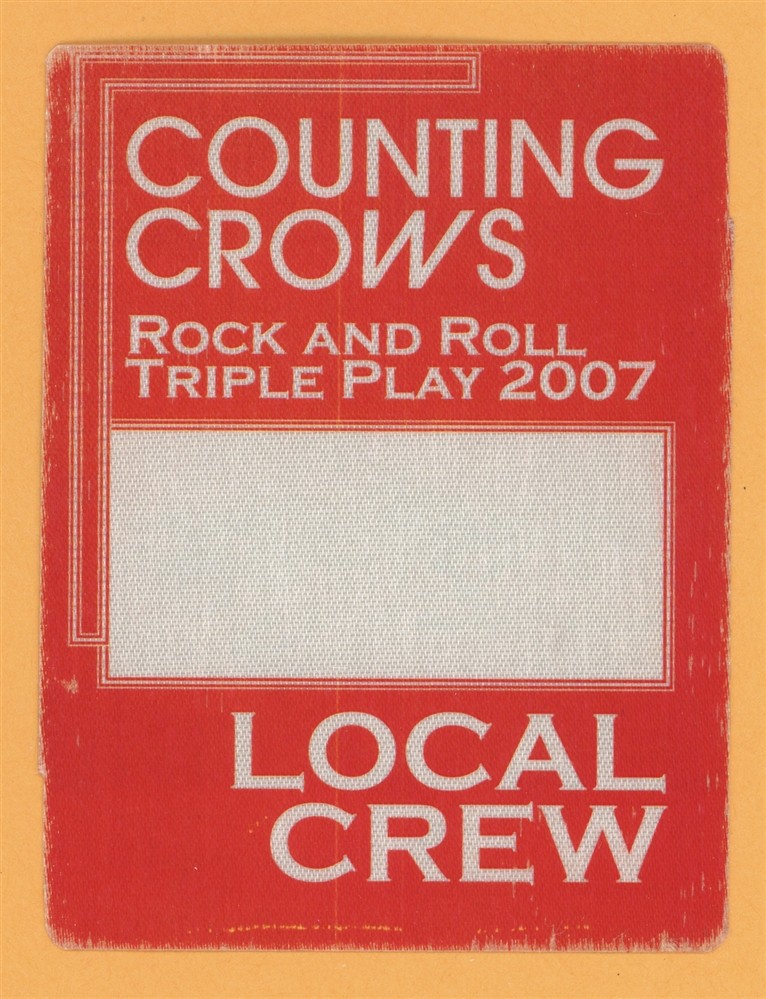 COUNTING
CROWS
ROCK AND ROLL
TRIPLE PLAY 2007
LOCAL
CREW